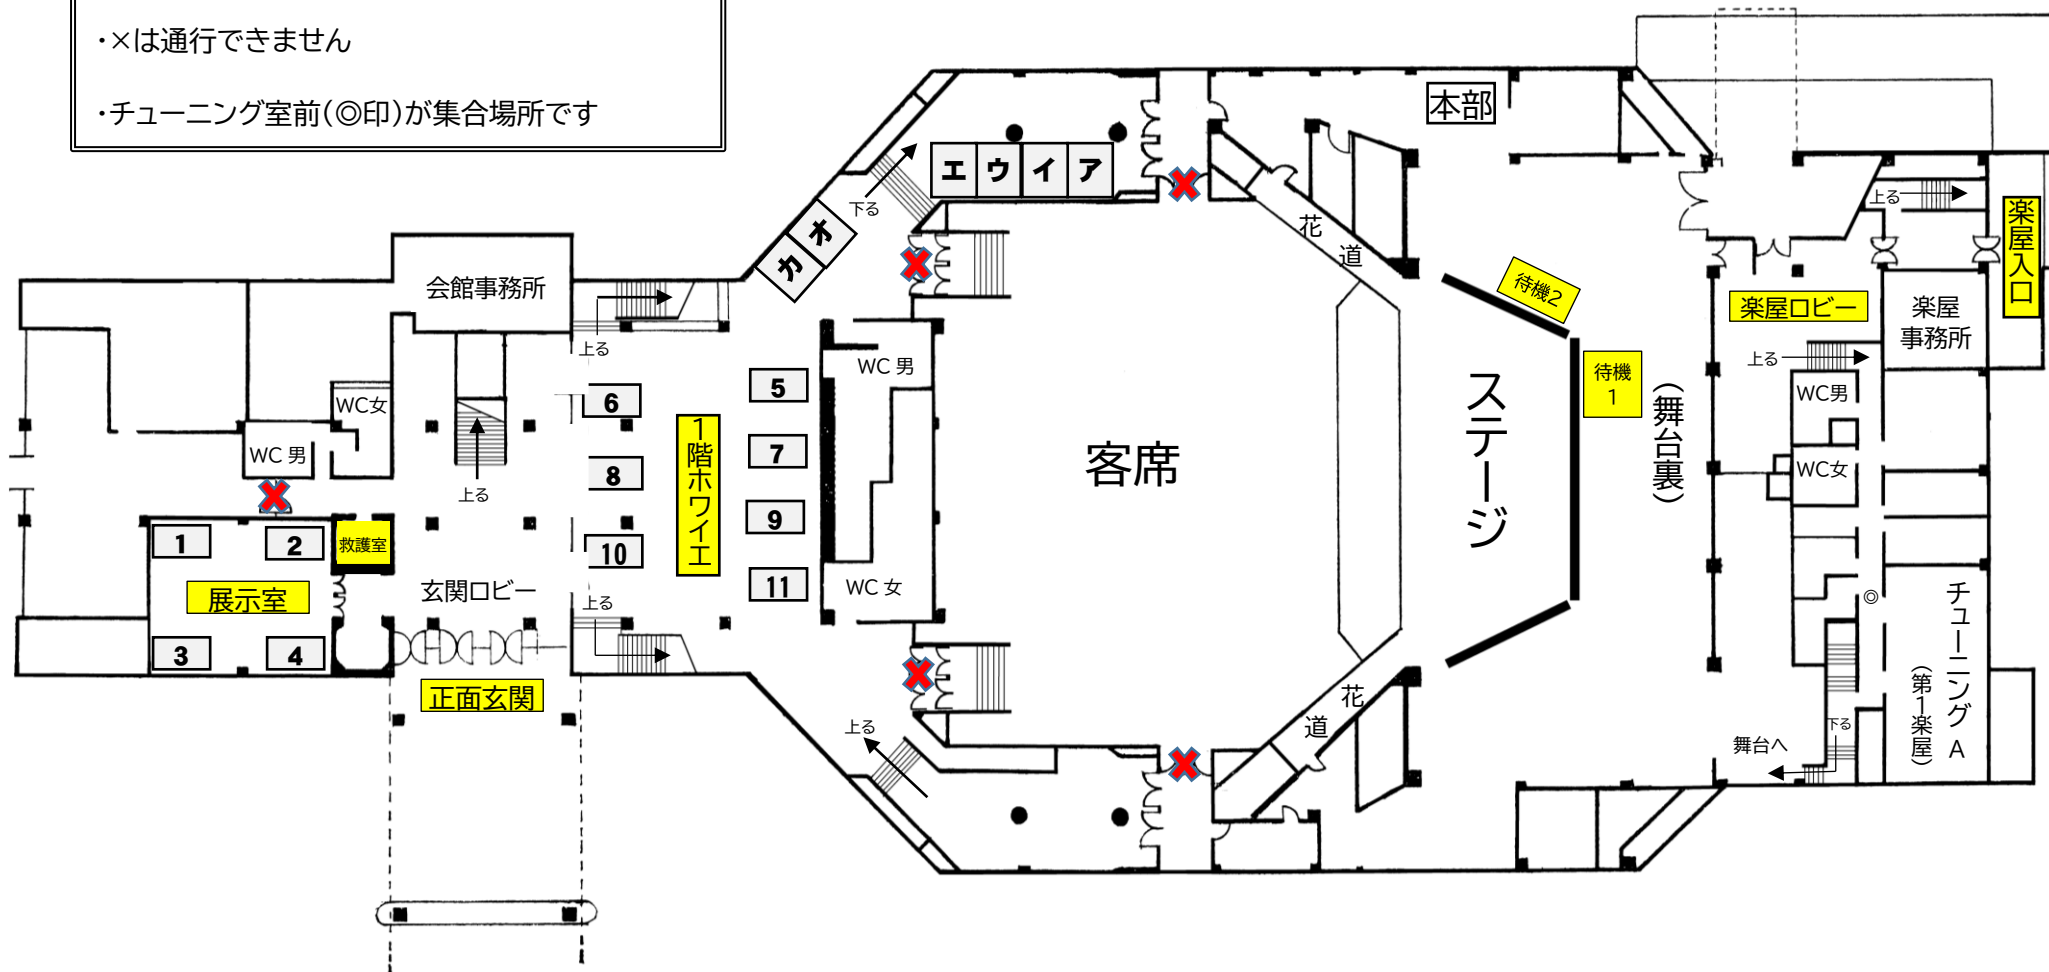 ・×は通行できません
・チューニング室前(◎印)が集合場所です
本部
エ ウ イ ア
下る
オ
カ
花
道
上る
楽屋入口
会館事務所
待機2
楽屋ロビー
楽屋
事務所
上る
上る
WC 男
待機
1
5
6
WC女
WC男
1階ホワイエ
ステージ
(舞台裏)
7
客席
WC 男
8
WC女
上る
9
1
2
救護室
10
11
WC 女
玄関ロビー
展示室
上る
◎
チューニング A
(第1楽屋)
3
4
正面玄関
花
道
上る
下る
舞台へ